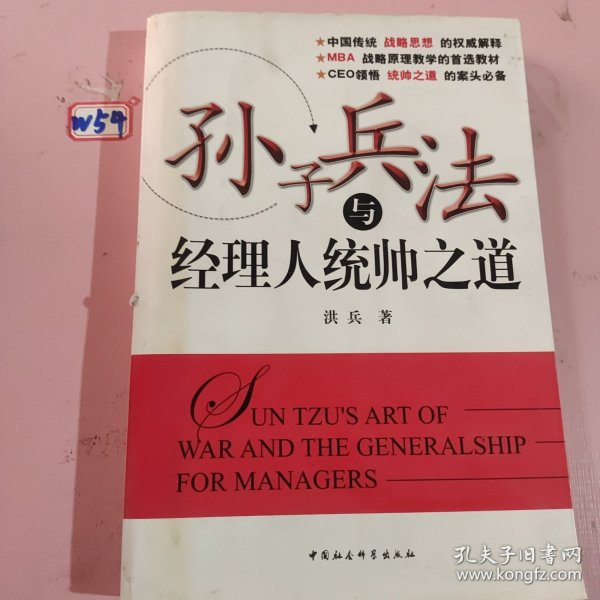 ★中国传统 战略思想 的权威解释
★MBA 战略原理教学的首选教材
★CEO领悟 统帅之道 的案头必备
W54
孙子兵法
与
经理人统帅之道
洪兵 著
SUN TZU'S ART OF
WAR AND THE GENERALSHIP
FOR MANAGERS
中国社会科学出版社
孔夫子旧书网
www.kongfz.com